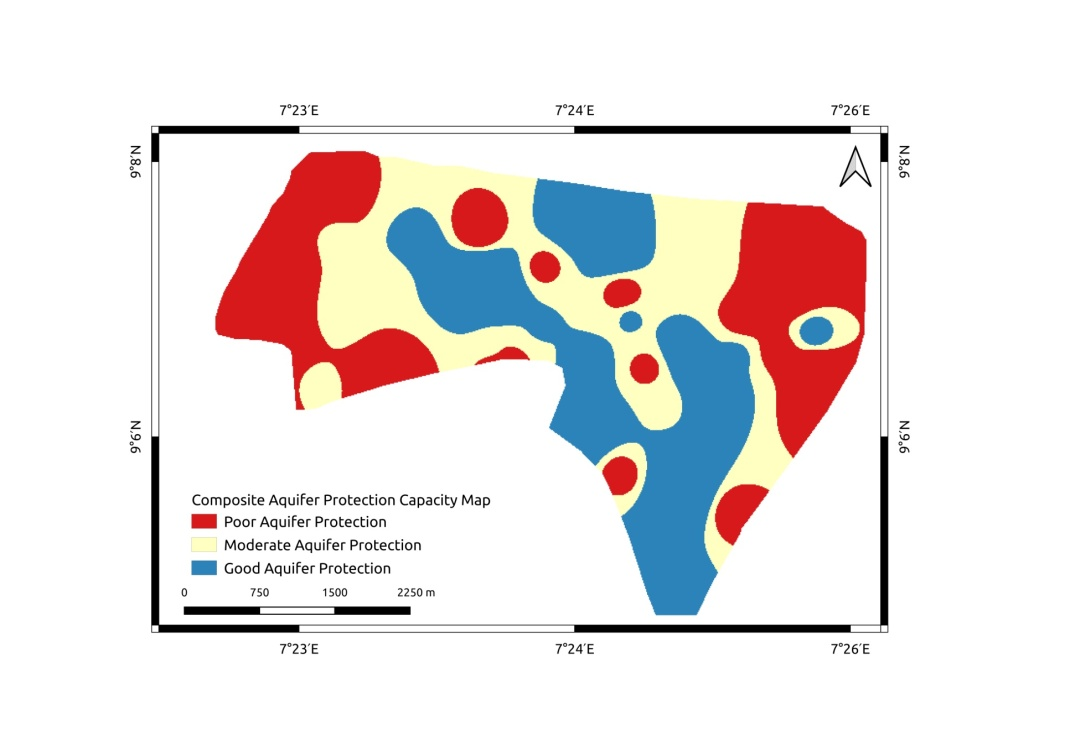 7°23′E 7°24′E 7°26′E
9°8′N 9°8′N
9°6′N 9°6′N
Composite Aquifer Protection Capacity Map
Poor Aquifer Protection
Moderate Aquifer Protection
Good Aquifer Protection
0 750 1500 2250 m
7°23′E 7°24′E 7°26′E